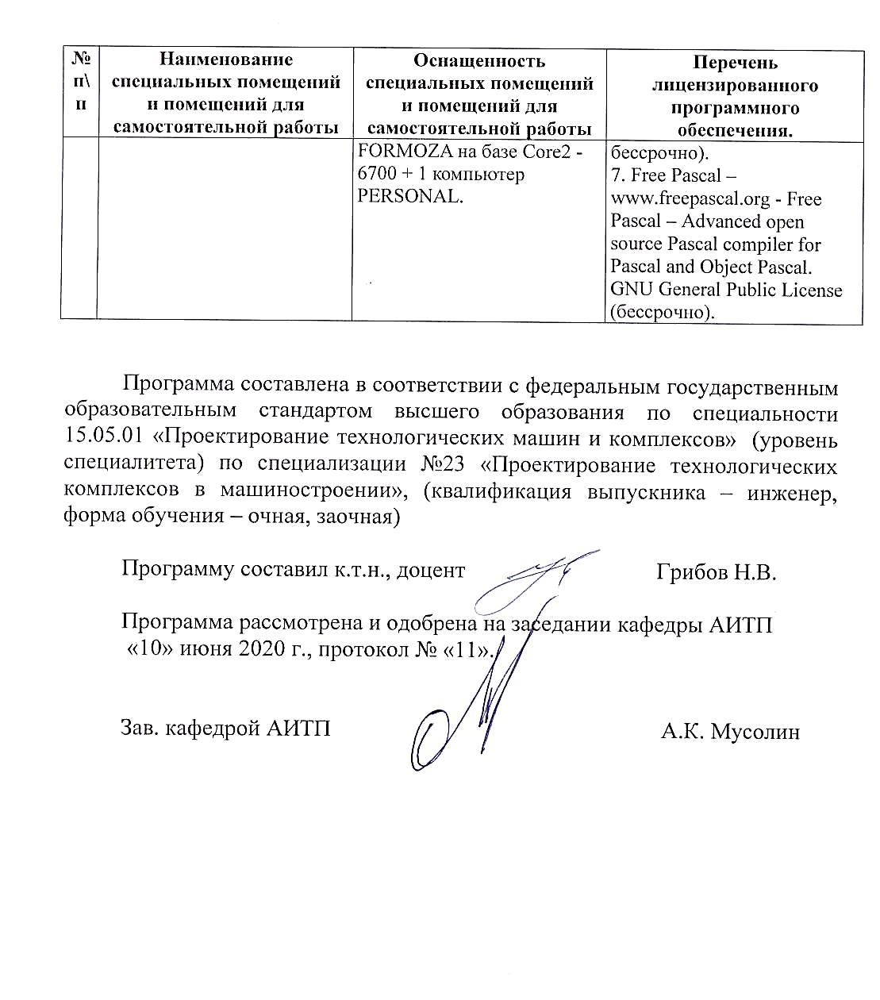 №
п\
п
Наименование
специальных помещений
и помещений для
самостоятельной работы
Оснащенность
специальных помещений
и помещений для
самостоятельной работы
Перечень
лицензированного
программного
обеспечения.
FORMOZA на базе Core2 -
6700 + 1 компьютер
PERSONAL.
бессрочно).
7. Free Pascal –
www.freepascal.org - Free
Pascal – Advanced open
source Pascal compiler for
Pascal and Object Pascal.
GNU General Public License
(бессрочно).
Программа составлена в соответствии с федеральным государственным
образовательным стандартом высшего образования по специальности
15.05.01 «Проектирование технологических машин и комплексов» (уровень
специалитета) по специализации №23 «Проектирование технологических
комплексов в машиностроении», (квалификация выпускника – инженер,
форма обучения – очная, заочная)
Программу составил к.т.н., доцент Грибов Н.В.
Программа рассмотрена и одобрена на заседании кафедры АИТП
«10» июня 2020 г., протокол № «11».
Зав. кафедрой АИТП А.К. Мусолин